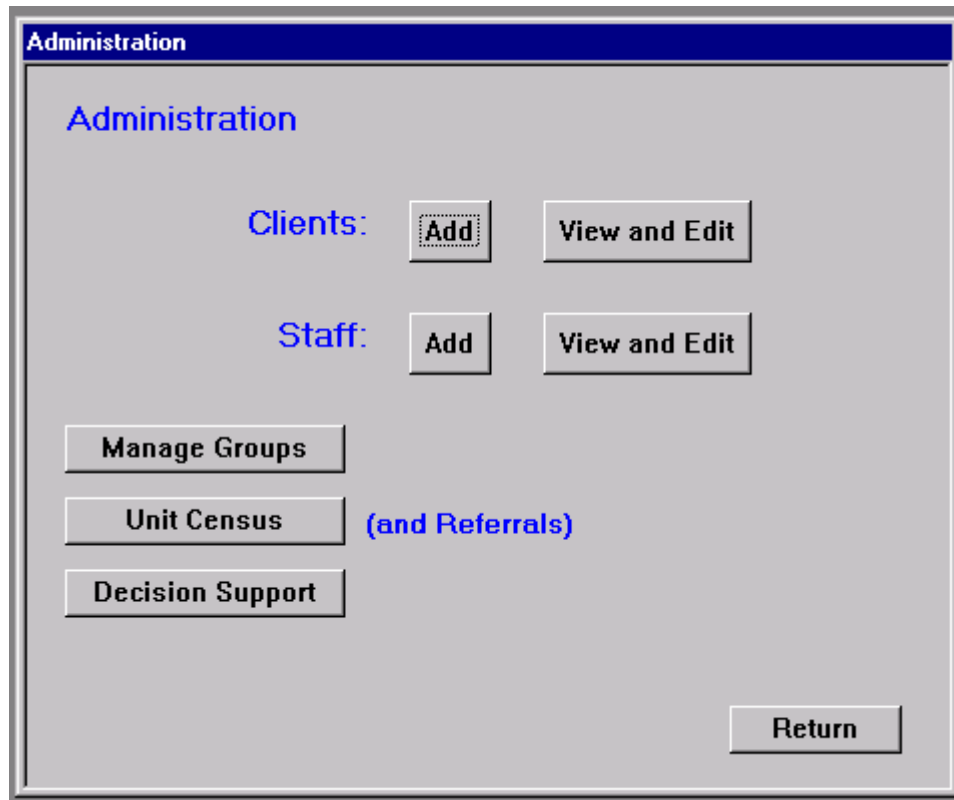 Administration
Administration
Clients: Add View and Edit
Staff: Add View and Edit
Manage Groups
Unit Census (and Referrals)
Decision Support
Return